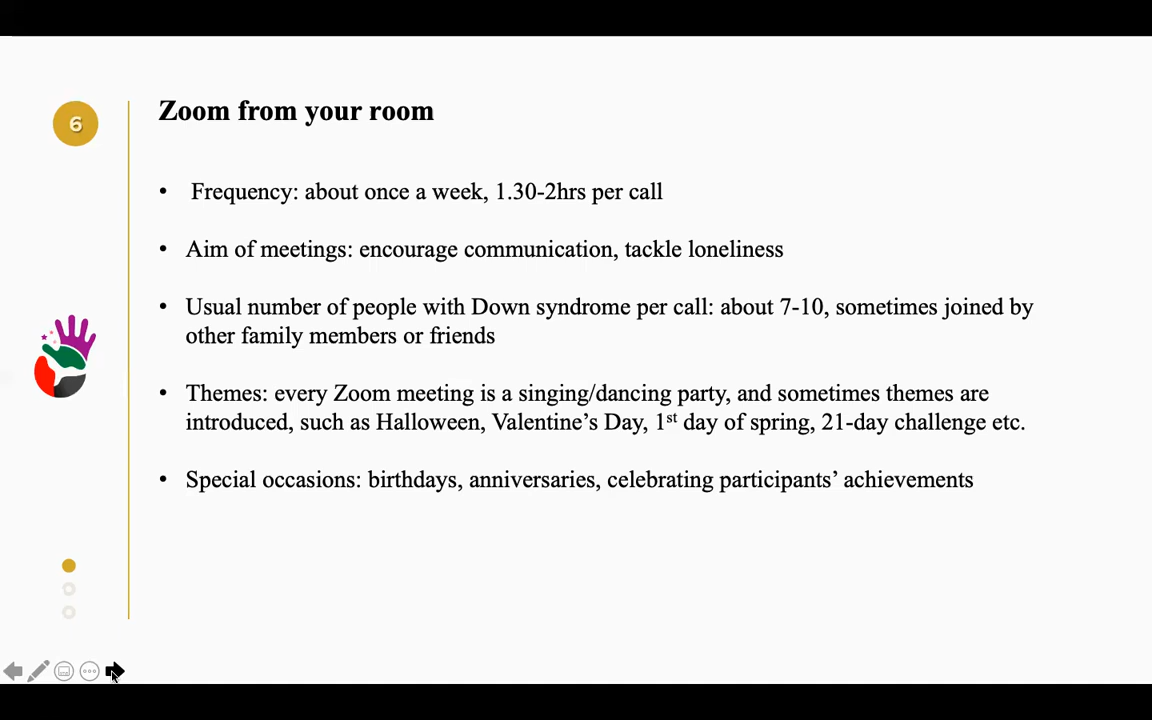 6
Zoom from your room
• Frequency: about once a week, 1.30-2hrs per call
• Aim of meetings: encourage communication, tackle loneliness
• Usual number of people with Down syndrome per call: about 7-10, sometimes joined by
other family members or friends
• Themes: every Zoom meeting is a singing/dancing party, and sometimes themes are
introduced, such as Halloween, Valentine’s Day, 1st day of spring, 21-day challenge etc.
• Special occasions: birthdays, anniversaries, celebrating participants’ achievements